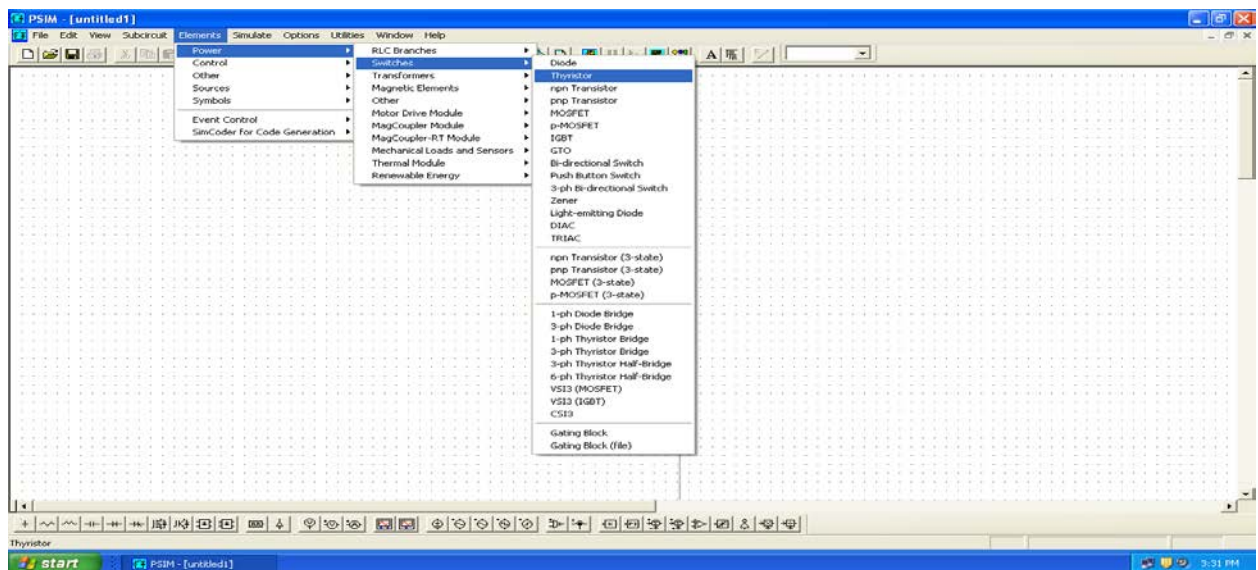 PSIM - [untitled1]
File Edit View Subcircuit Elements Simulate Options Utilities Window Help
Power
Control
Other
Sources
Symbols
Event Control
SimCoder for Code Generation
RLC Branches
Switches
Transformers
Magnetic Elements
Other
Motor Drive Module
MagCoupler Module
MagCoupler-RT Module
Mechanical Loads and Sensors
Thermal Module
Renewable Energy
Diode
Thyristor
npn Transistor
pnp Transistor
MOSFET
p-MOSFET
IGBT
GTO
Bi-directional Switch
Push Button Switch
3-ph Bi-directional Switch
Zener
Light-emitting Diode
DIAC
TRIAC
npn Transistor (3-state)
pnp Transistor (3-state)
MOSFET (3-state)
p-MOSFET (3-state)
1-ph Diode Bridge
3-ph Diode Bridge
1-ph Thyristor Bridge
3-ph Thyristor Bridge
3-ph Thyristor Half-Bridge
6-ph Thyristor Half-Bridge
VSI3 (MOSFET)
VSI3 (IGBT)
CSI3
Gating Block
Gating Block (file)
Thyristor
start PSIM - [untitled1] 3:31 PM